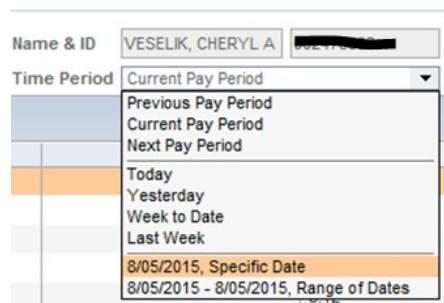 Name & ID VESELIK, CHERYL A
Time Period Current Pay Period
Previous Pay Period
Current Pay Period
Next Pay Period
Today
Yesterday
Week to Date
Last Week
8/05/2015, Specific Date
8/05/2015 - 8/05/2015, Range of Dates